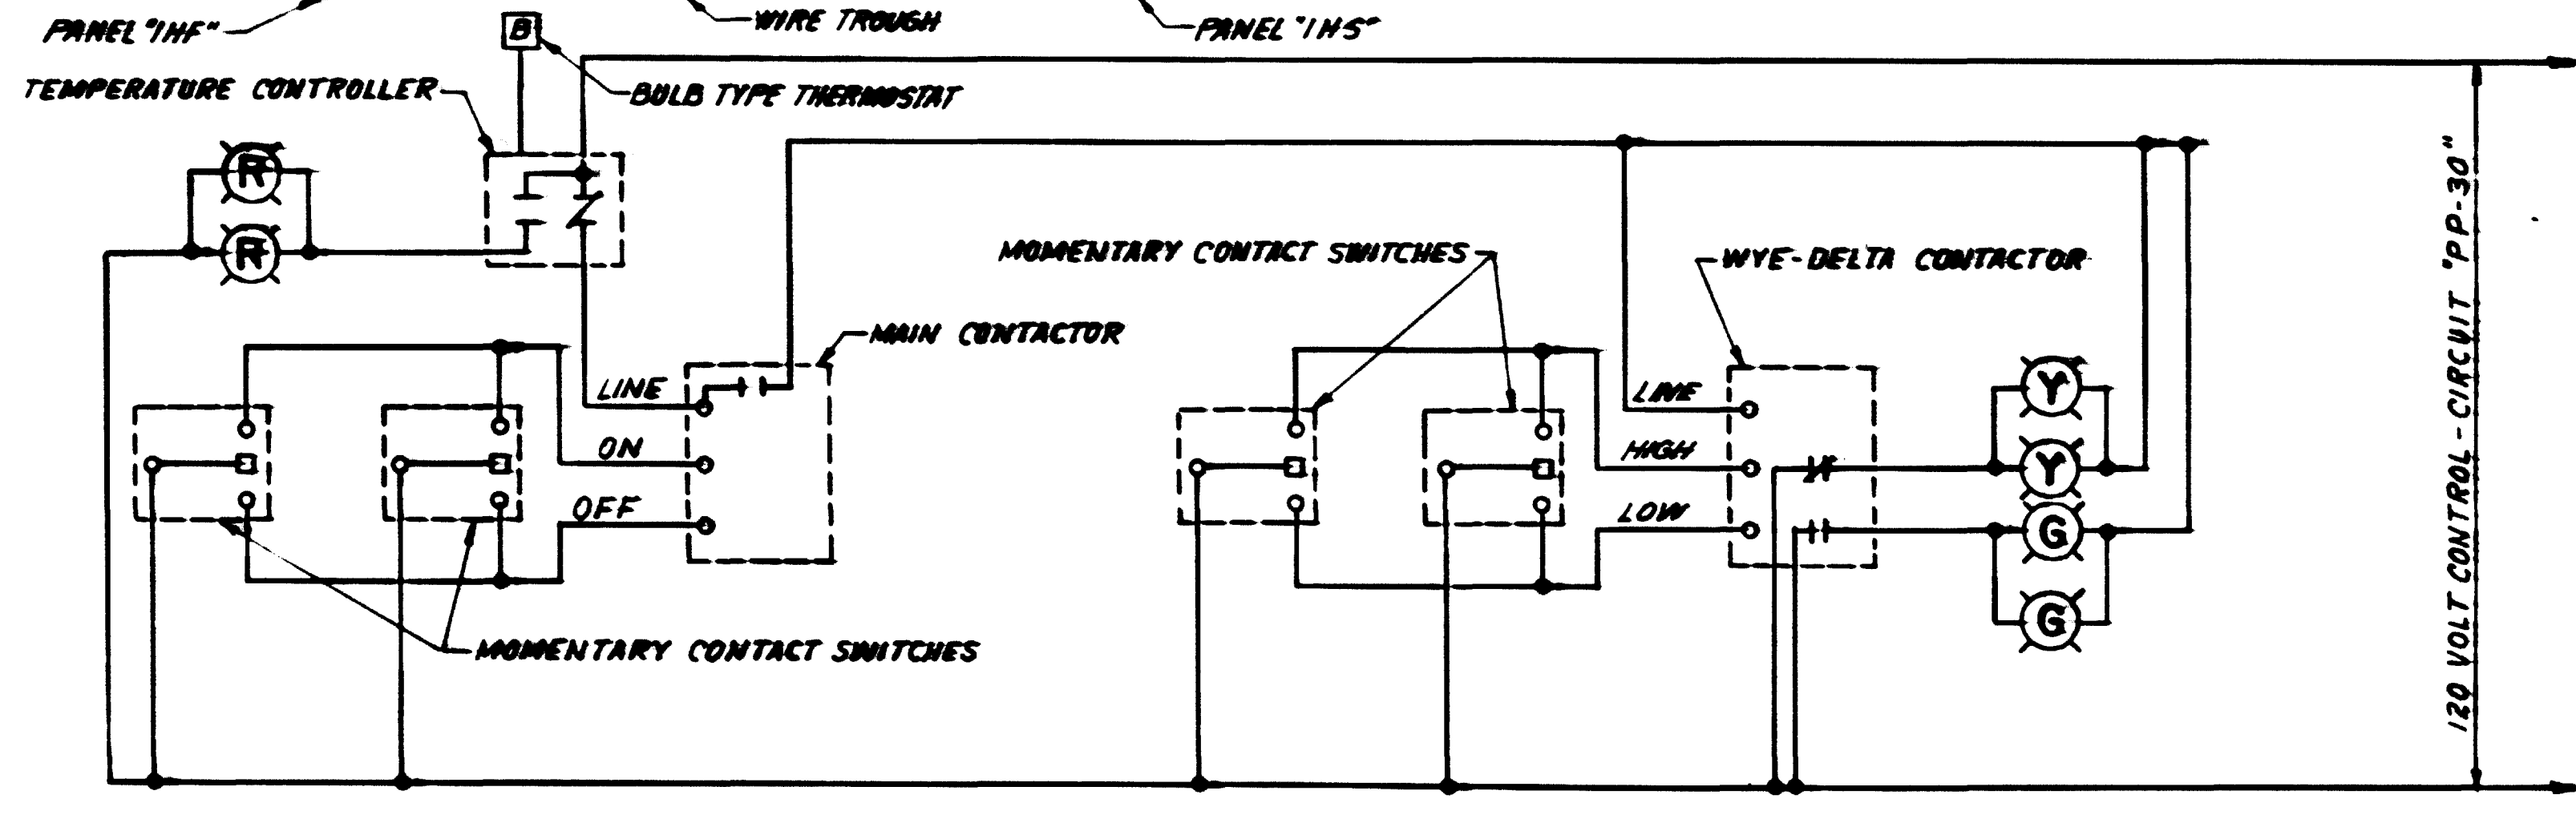 PANEL "1HF"
B
WIRE TROUGH
PANEL "1HS"
TEMPERATURE CONTROLLER
BULB TYPE THERMOSTAT
R
R
MOMENTARY CONTACT SWITCHES
WYE-DELTA CONTACTOR
120 VOLT CONTROL-CIRCUIT "PP-30"
MAIN CONTACTOR
LINE
ON
OFF
LINE
HIGH
LOW
Y
Y
G
G
MOMENTARY CONTACT SWITCHES